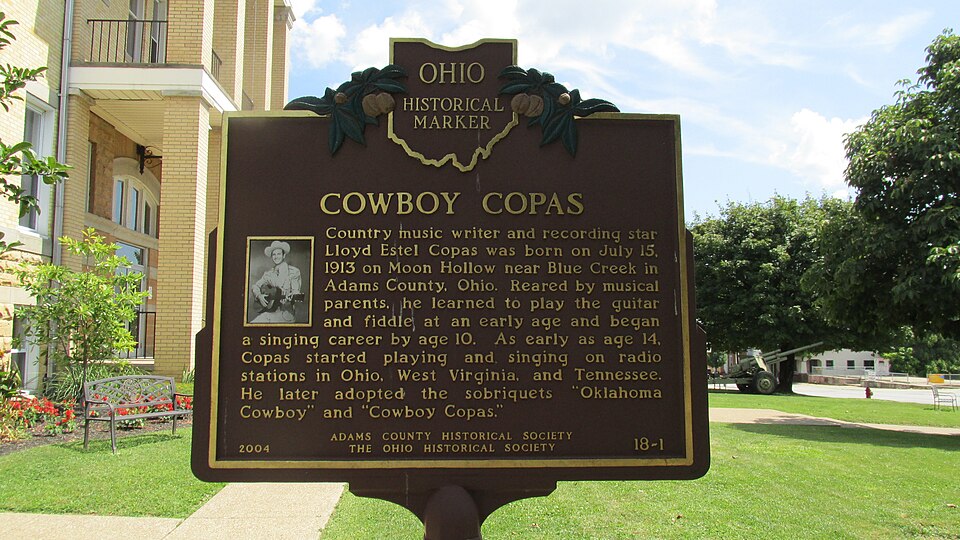 OHIO
HISTORICAL
MARKER
COWBOY COPAS
Country music writer and recording star
Lloyd Estel Copas was born on July 15,
1913 on Moon Hollow near Blue Creek in
Adams County, Ohio. Reared by musical
parents, he learned to play the guitar
and fiddle at an early age and began
a singing career by age 10. As early as age 14,
Copas started playing and singing on radio
stations in Ohio, West Virginia, and Tennessee.
He later adopted the sobriquets "Oklahoma
Cowboy" and "Cowboy Copas."
ADAMS COUNTY HISTORICAL SOCIETY
2004 THE OHIO HISTORICAL SOCIETY 18-1